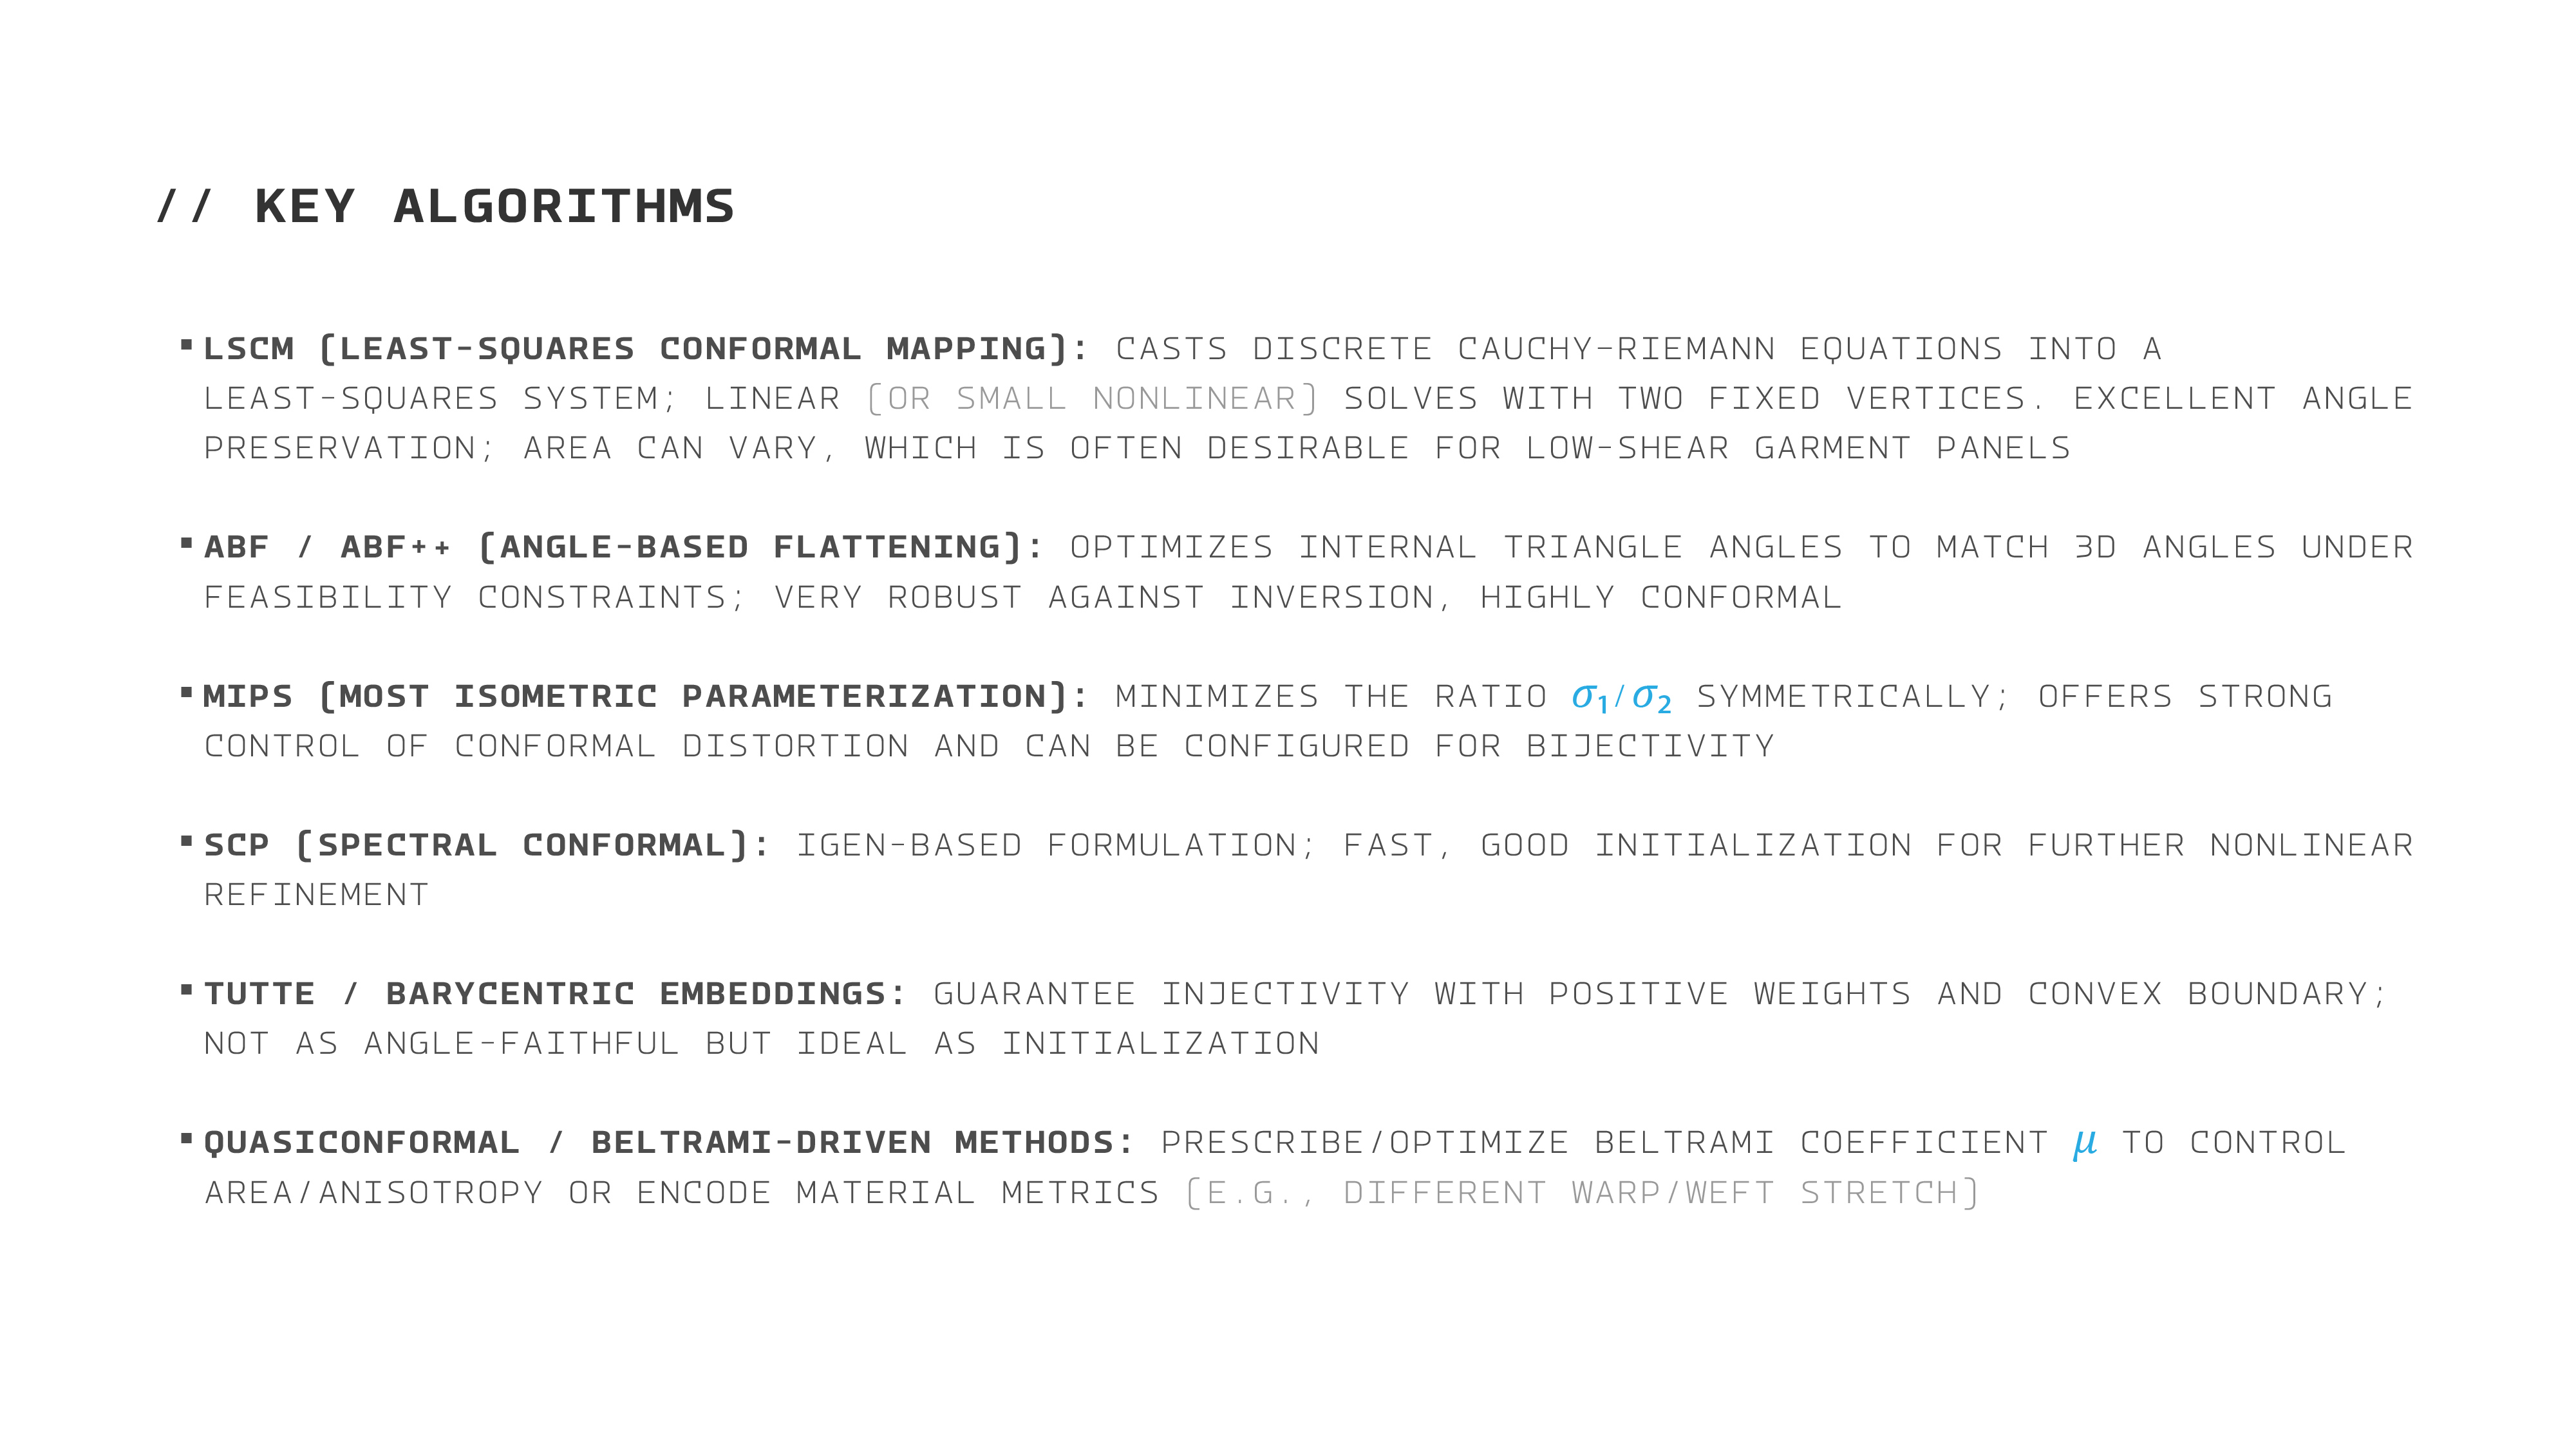 // KEY ALGORITHMS
▪ LSCM (LEAST-SQUARES CONFORMAL MAPPING): CASTS DISCRETE CAUCHY-RIEMANN EQUATIONS INTO A
LEAST-SQUARES SYSTEM; LINEAR (OR SMALL NONLINEAR) SOLVES WITH TWO FIXED VERTICES. EXCELLENT ANGLE
PRESERVATION; AREA CAN VARY, WHICH IS OFTEN DESIRABLE FOR LOW-SHEAR GARMENT PANELS
▪ ABF / ABF++ (ANGLE-BASED FLATTENING): OPTIMIZES INTERNAL TRIANGLE ANGLES TO MATCH 3D ANGLES UNDER
FEASIBILITY CONSTRAINTS; VERY ROBUST AGAINST INVERSION, HIGHLY CONFORMAL
▪ MIPS (MOST ISOMETRIC PARAMETERIZATION): MINIMIZES THE RATIO σ₁/σ₂ SYMMETRICALLY; OFFERS STRONG
CONTROL OF CONFORMAL DISTORTION AND CAN BE CONFIGURED FOR BIJECTIVITY
▪ SCP (SPECTRAL CONFORMAL): IGEN-BASED FORMULATION; FAST, GOOD INITIALIZATION FOR FURTHER NONLINEAR
REFINEMENT
▪ TUTTE / BARYCENTRIC EMBEDDINGS: GUARANTEE INJECTIVITY WITH POSITIVE WEIGHTS AND CONVEX BOUNDARY;
NOT AS ANGLE-FAITHFUL BUT IDEAL AS INITIALIZATION
▪ QUASICONFORMAL / BELTRAMI-DRIVEN METHODS: PRESCRIBE/OPTIMIZE BELTRAMI COEFFICIENT μ TO CONTROL
AREA/ANISOTROPY OR ENCODE MATERIAL METRICS (E.G., DIFFERENT WARP/WEFT STRETCH)